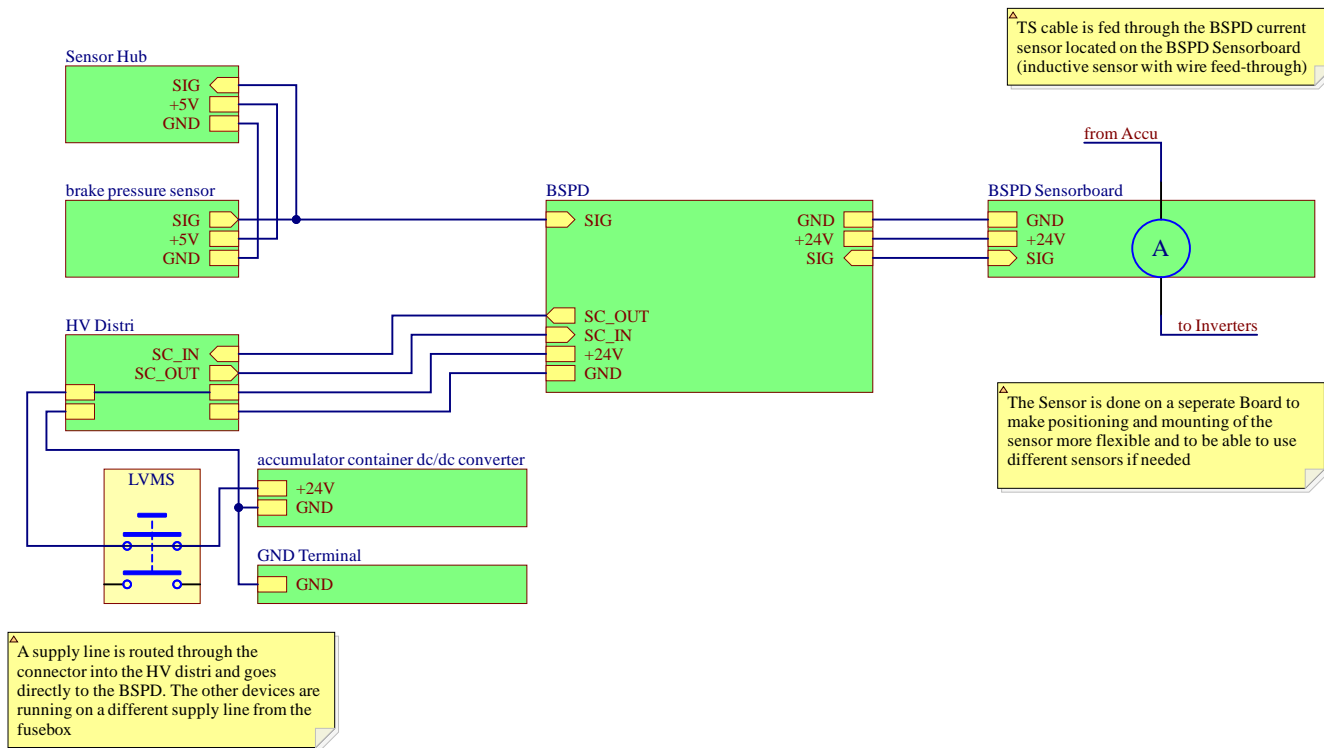 TS cable is fed through the BSPD current
sensor located on the BSPD Sensorboard
(inductive sensor with wire feed-through)
Sensor Hub
SIG
+5V
GND
brake pressure sensor
SIG
+5V
GND
BSPD
SIG
GND
+24V
SIG
SC_OUT
SC_IN
+24V
GND
from Accu
BSPD Sensorboard
GND
+24V
SIG
A
to Inverters
HV Distri
SC_IN
SC_OUT
The Sensor is done on a seperate Board to
make positioning and mounting of the
sensor more flexible and to be able to use
different sensors if needed
LVMS
accumulator container dc/dc converter
+24V
GND
GND Terminal
GND
A supply line is routed through the
connector into the HV distri and goes
directly to the BSPD. The other devices are
running on a different supply line from the
fusebox